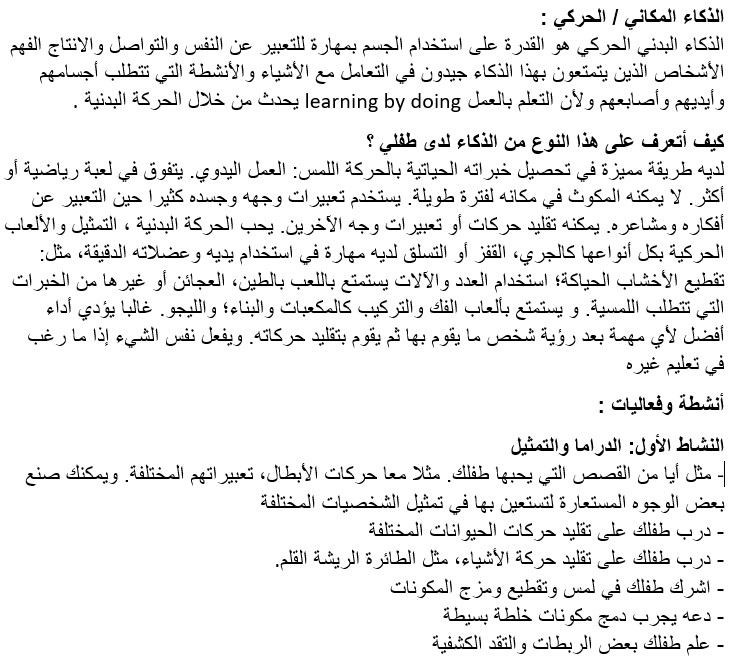 الذكاء المكاني / الحركي :
الذكاء البدني الحركي هو القدرة على استخدام الجسم بمهارة للتعبير عن النفس والتواصل والانتاج الفهم
الأشخاص الذين يتمتعون بهذا الذكاء جيدون في التعامل مع الأشياء والأنشطة التي تتطلب أجسامهم
وأيديهم وأصابعهم ولأن التعلم بالعمل learning by doing يحدث من خلال الحركة البدنية .
كيف أتعرف على هذا النوع من الذكاء لدى طفلي ؟
لديه طريقة مميزة في تحصيل خبراته الحياتية بالحركة اللمس: العمل اليدوي. يتفوق في لعبة رياضية أو
أكثر. لا يمكنه المكوث في مكانه لفترة طويلة. يستخدم تعبيرات وجهه وجسده كثيرا حين التعبير عن
أفكاره ومشاعره. يمكنه تقليد حركات أو تعبيرات وجه الآخرين. يحب الحركة البدنية ، التمثيل والألعاب
الحركية بكل أنواعها كالجري، القفز أو التسلق لديه مهارة في استخدام يديه وعضلاته الدقيقة، مثل:
تقطيع الأخشاب الحياكة؛ استخدام العدد والآلات يستمتع باللعب بالطين، العجائن أو غيرها من الخبرات
التي تتطلب اللمسية. و يستمتع بألعاب الفك والتركيب كالمكعبات والبناء؛ والليجو. غالبا يؤدي أداء
أفضل لأي مهمة بعد رؤية شخص ما يقوم بها ثم يقوم بتقليد حركاته. ويفعل نفس الشيء إذا ما رغب
في تعليم غيره
أنشطة وفعاليات :
النشاط الأول: الدراما والتمثيل
- مثل أيا من القصص التي يحبها طفلك. مثلا معا حركات الأبطال، تعبيراتهم المختلفة. ويمكنك صنع
بعض الوجوه المستعارة لتستعين بها في تمثيل الشخصيات المختلفة
- درب طفلك على تقليد حركات الحيوانات المختلفة
- درب طفلك على تقليد حركة الأشياء، مثل الطائرة الريشة القلم.
- اشرك طفلك في لمس وتقطيع ومزج المكونات
- دعه يجرب دمج مكونات خلطة بسيطة
- علم طفلك بعض الربطات والتقد الكشفية